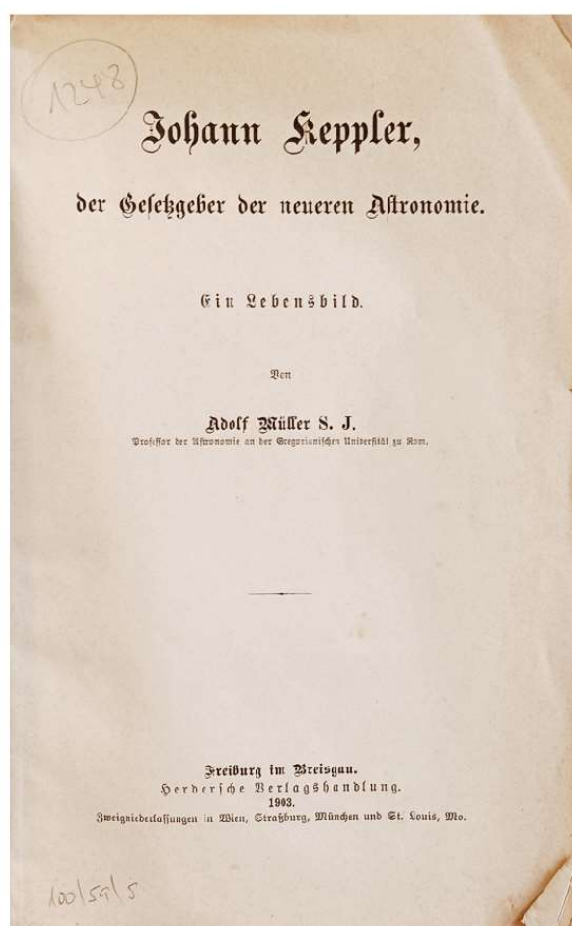 1248
Johann Keppler,
der Gesetzgeber der neueren Astronomie.
Ein Lebensbild.
Von
Adolf Müller S. J.
Professor der Astronomie an der Gregorianischen Universität zu Rom.
Freiburg im Breisgau.
Herdersche Verlagshandlung.
1903.
Zweigniederlassungen in Wien, Straßburg, München und St. Louis, Mo.
100/59/5